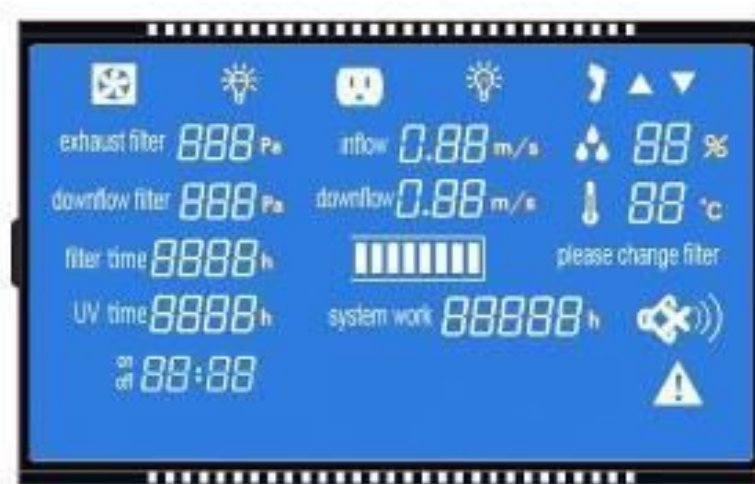 exhaust filter 888 Pa inflow 0.88 m/s 88 %
downflow filter 888 Pa downflow 0.88 m/s 88 °C
filter time 8888 h please change filter
UV time 8888 h system work 88888 h
on
off 88:88